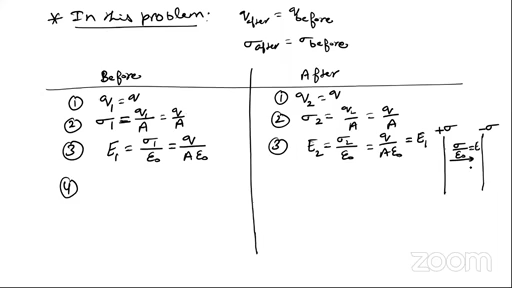 * In this problem: q_after = q_before
σ_after = σ_before
Before
① q₁ = q
② σ₁ = q₁/A = q/A
③ E₁ = σ₁/ε₀ = q/Aε₀
④
After
① q₂ = q
② σ₂ = q₂/A = q/A
③ E₂ = σ₂/ε₀ = q/Aε₀ = E₁
+σ -σ
σ/ε₀ = E
zoom